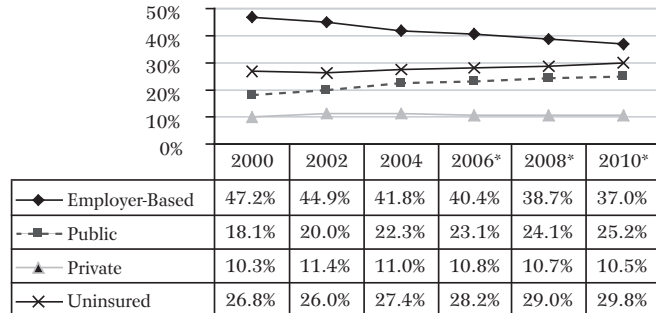 50%
40%
30%
20%
10%
0%
2000 2002 2004 2006* 2008* 2010*
Employer-Based 47.2% 44.9% 41.8% 40.4% 38.7% 37.0%
Public 18.1% 20.0% 22.3% 23.1% 24.1% 25.2%
Private 10.3% 11.4% 11.0% 10.8% 10.7% 10.5%
Uninsured 26.8% 26.0% 27.4% 28.2% 29.0% 29.8%